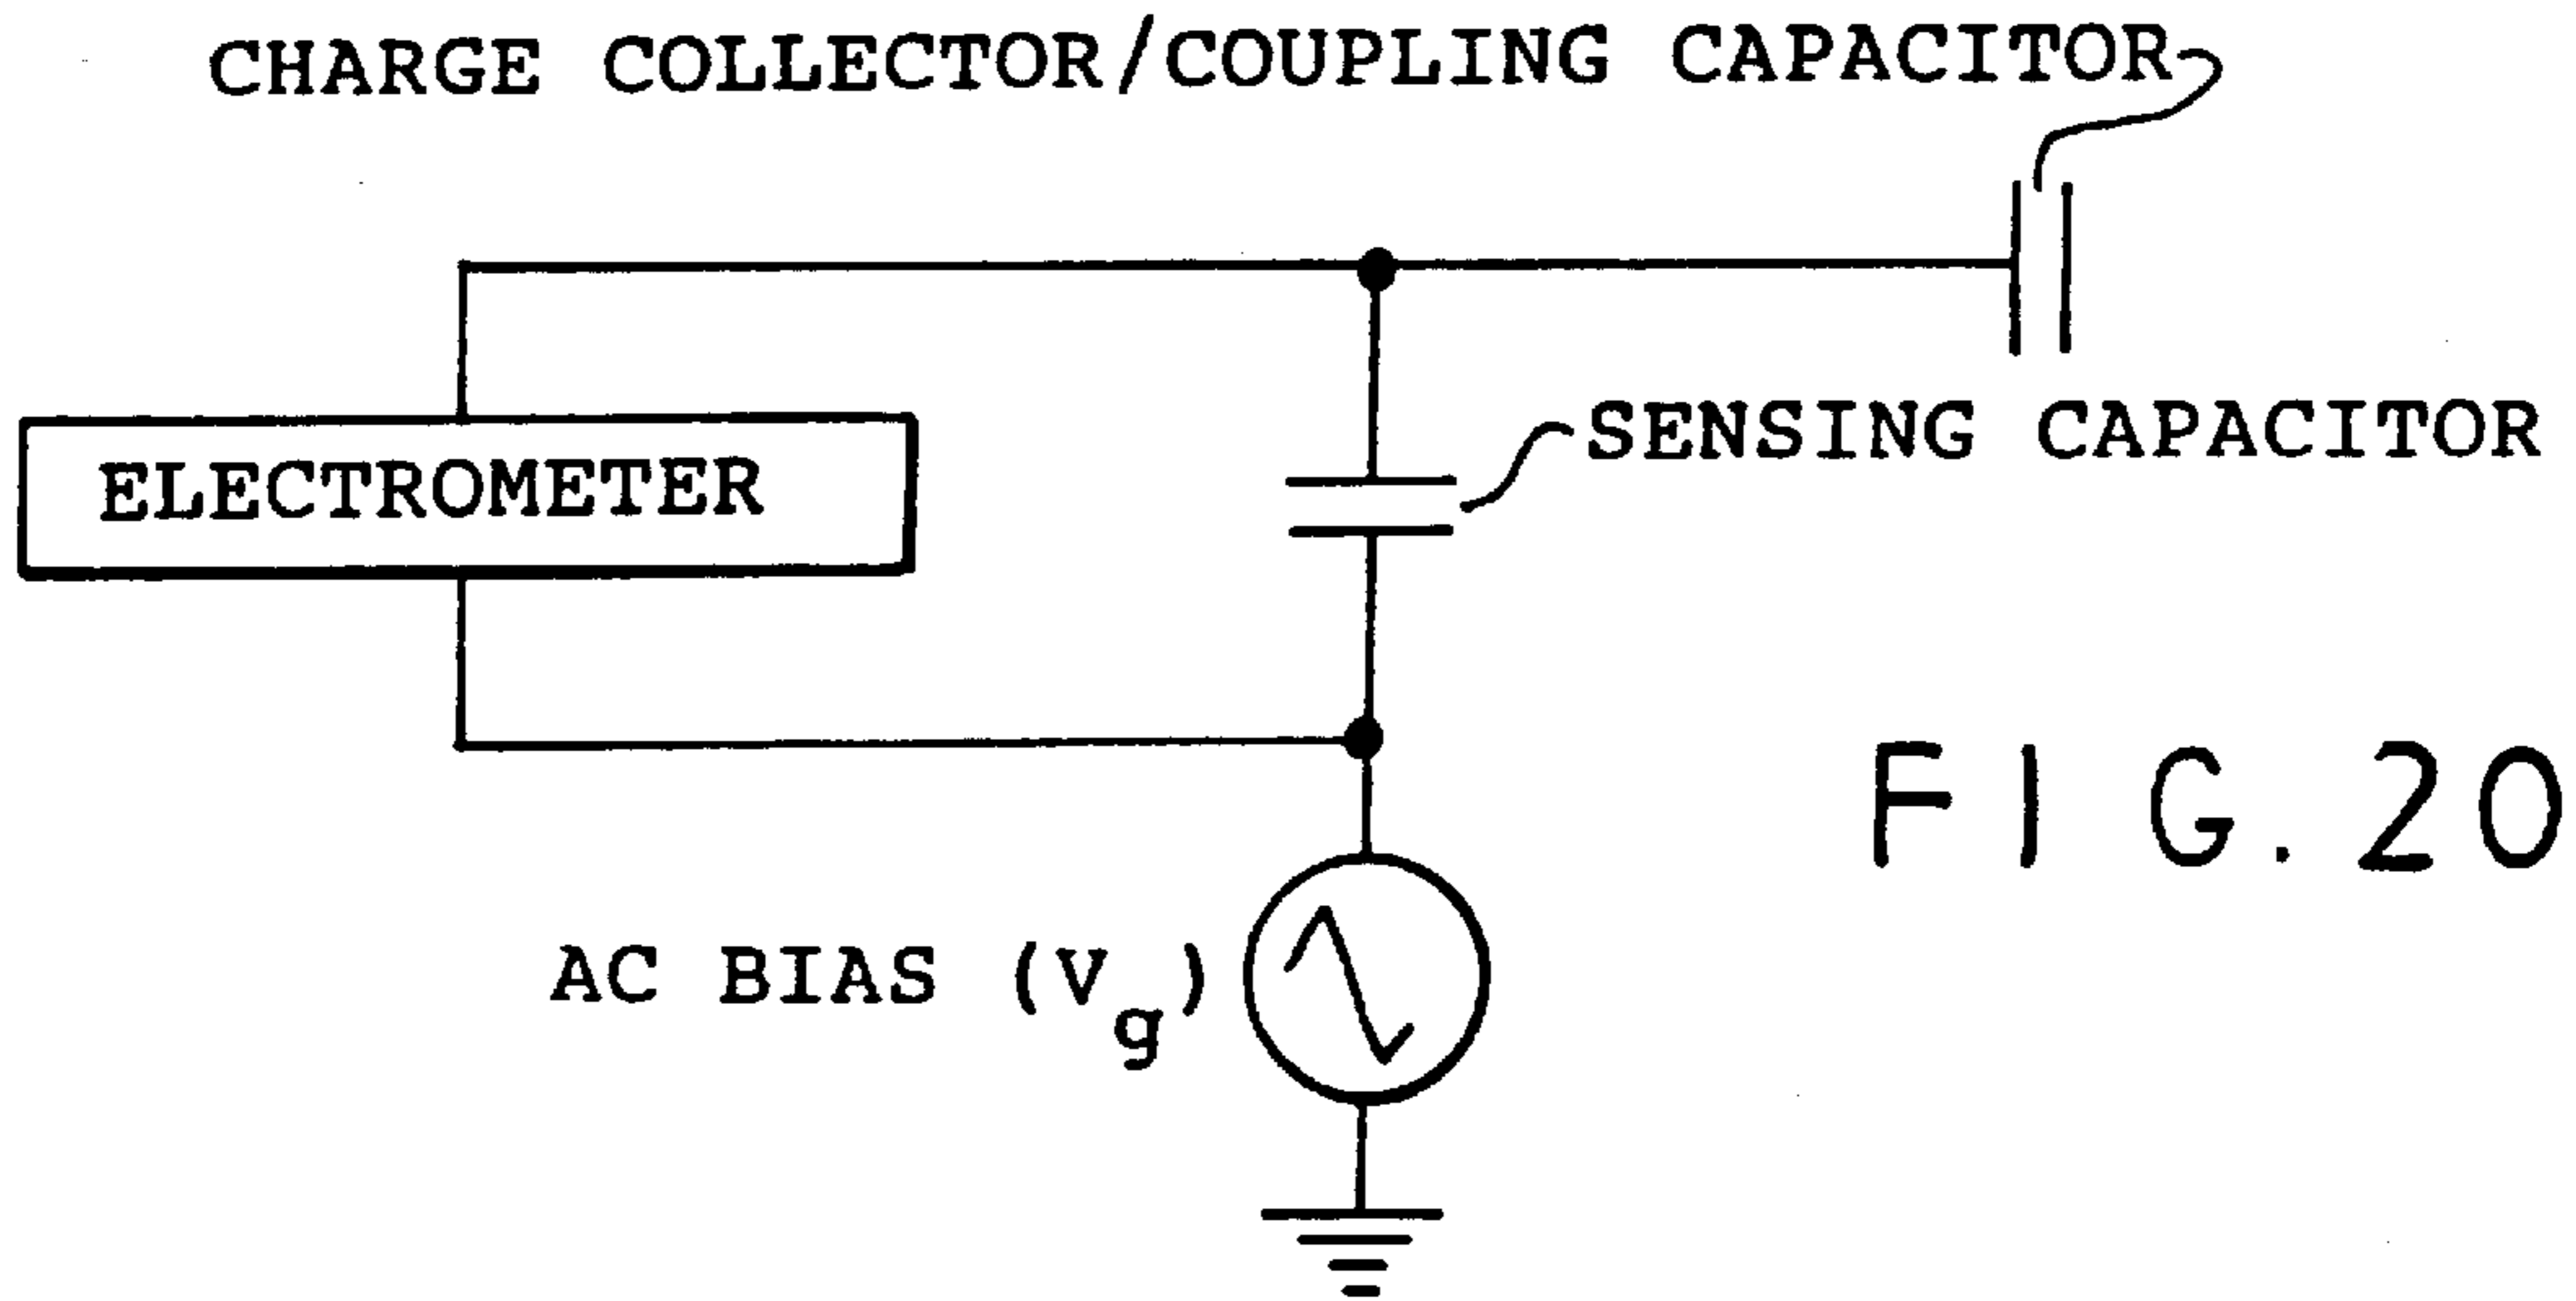 CHARGE COLLECTOR/COUPLING CAPACITOR
SENSING CAPACITOR
ELECTROMETER
FIG.20
AC BIAS (Vg)